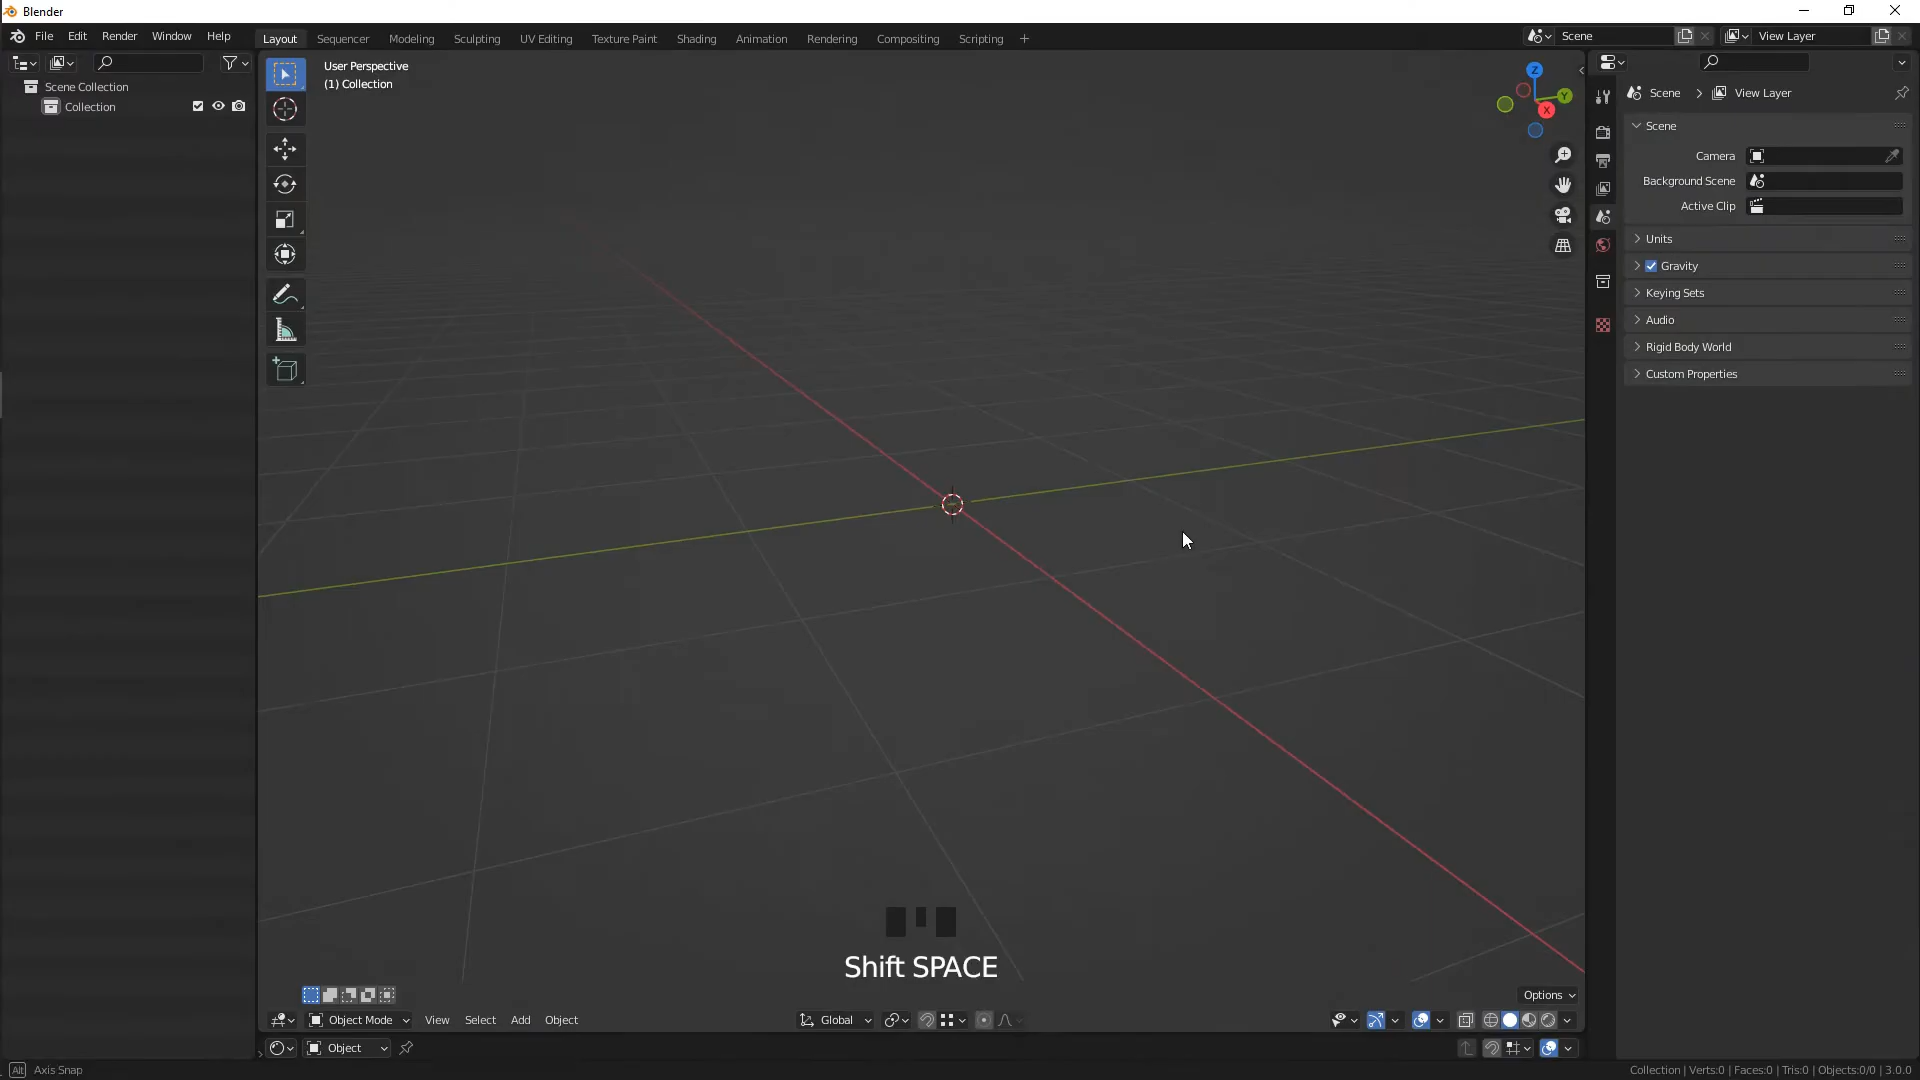 Blender
File Edit Render Window Help
Layout Sequencer Modeling Sculpting UV Editing Texture Paint Shading Animation Rendering Compositing Scripting +
Scene
View Layer
Scene Collection
Collection
User Perspective
(1) Collection
Z
Y
X
Scene > View Layer
Scene
Camera
Background Scene
Active Clip
Units
Gravity
Keying Sets
Audio
Rigid Body World
Custom Properties
Shift SPACE
Options
Object Mode View Select Add Object
Global
Object
Alt Axis Snap
Collection | Verts:0 | Faces:0 | Tris:0 | Objects:0/0 | 3.0.0